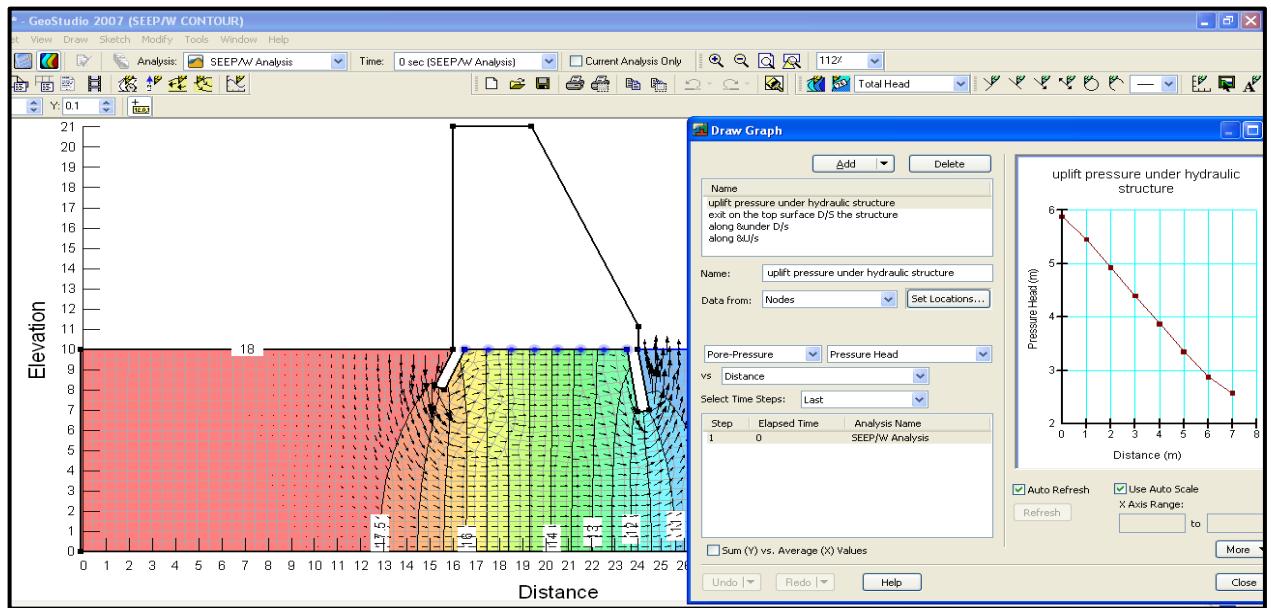 * - GeoStudio 2007 (SEEP/W CONTOUR)
et View Draw Sketch Modify Tools Window Help
Analysis: SEEP/W Analysis Time: 0 sec (SEEP/W Analysis) Current Analysis Only 112%
Total Head
Y: 0.1
Elevation
21
20
19
18
17
16
15
14
13
12
11
10
9
8
7
6
5
4
3
2
1
0
18
17.5
16
14
13
12
11
0 1 2 3 4 5 6 7 8 9 10 11 12 13 14 15 16 17 18 19 20 21 22 23 24 25 26
Distance
Draw Graph
Add Delete
Name
uplift pressure under hydraulic structure
exit on the top surface D/S the structure
along &under D/s
along &U/s
Name: uplift pressure under hydraulic structure
Data from: Nodes Set Locations...
Pore-Pressure Pressure Head
vs Distance
Select Time Steps: Last
Step Elapsed Time Analysis Name
1 0 SEEP/W Analysis
Sum (Y) vs. Average (X) Values
Undo Redo Help
uplift pressure under hydraulic
structure
Pressure Head (m)
6
5
4
3
2
0 1 2 3 4 5 6 7 8
Distance (m)
Auto Refresh Use Auto Scale
Refresh X Axis Range:
to
More
Close